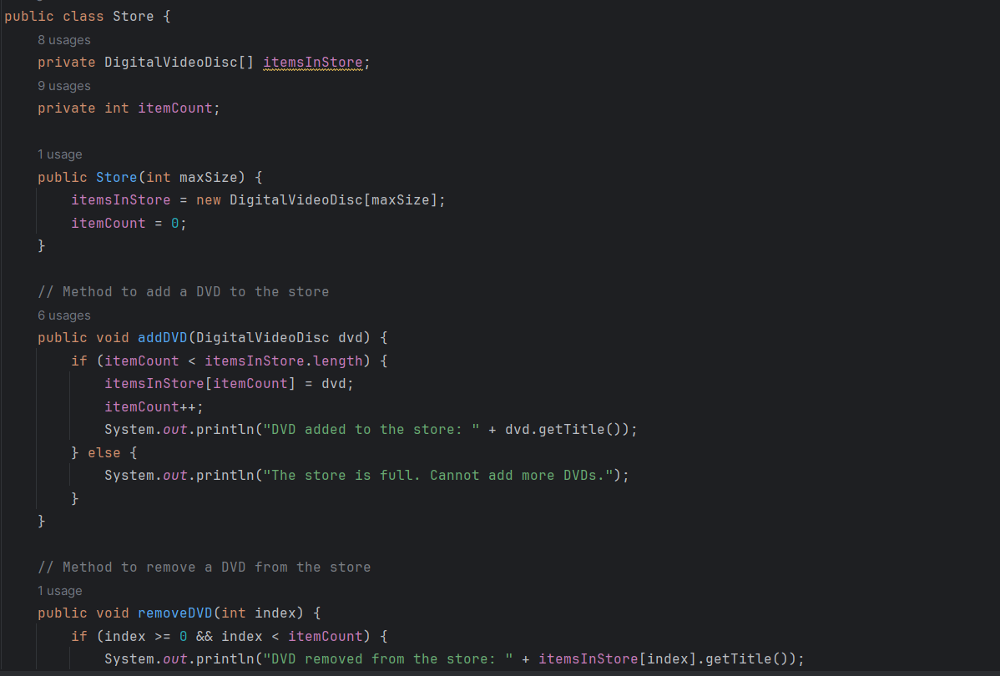 public class Store {
8 usages
private DigitalVideoDisc[] itemsInStore;
9 usages
private int itemCount;
1 usage
public Store(int maxSize) {
itemsInStore = new DigitalVideoDisc[maxSize];
itemCount = 0;
}
// Method to add a DVD to the store
6 usages
public void addDVD(DigitalVideoDisc dvd) {
if (itemCount < itemsInStore.length) {
itemsInStore[itemCount] = dvd;
itemCount++;
System.out.println("DVD added to the store: " + dvd.getTitle());
} else {
System.out.println("The store is full. Cannot add more DVDs.");
}
}
// Method to remove a DVD from the store
1 usage
public void removeDVD(int index) {
if (index >= 0 && index < itemCount) {
System.out.println("DVD removed from the store: " + itemsInStore[index].getTitle());